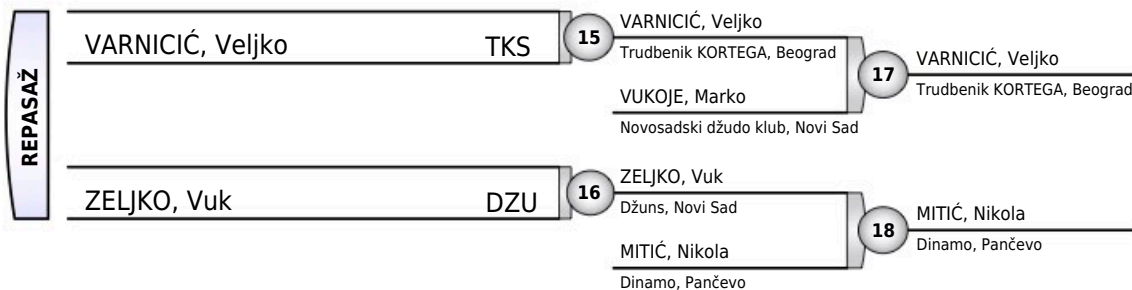 REPASAŽ
VARNICIĆ, Veljko TKS
15
VARNICIĆ, Veljko
Trudbenik KORTEGA, Beograd
VUKOJE, Marko
Novosadski džudo klub, Novi Sad
17
VARNICIĆ, Veljko
Trudbenik KORTEGA, Beograd
ZELJKO, Vuk DZU
16
ZELJKO, Vuk
Džuns, Novi Sad
MITIĆ, Nikola
Dinamo, Pančevo
18
MITIĆ, Nikola
Dinamo, Pančevo